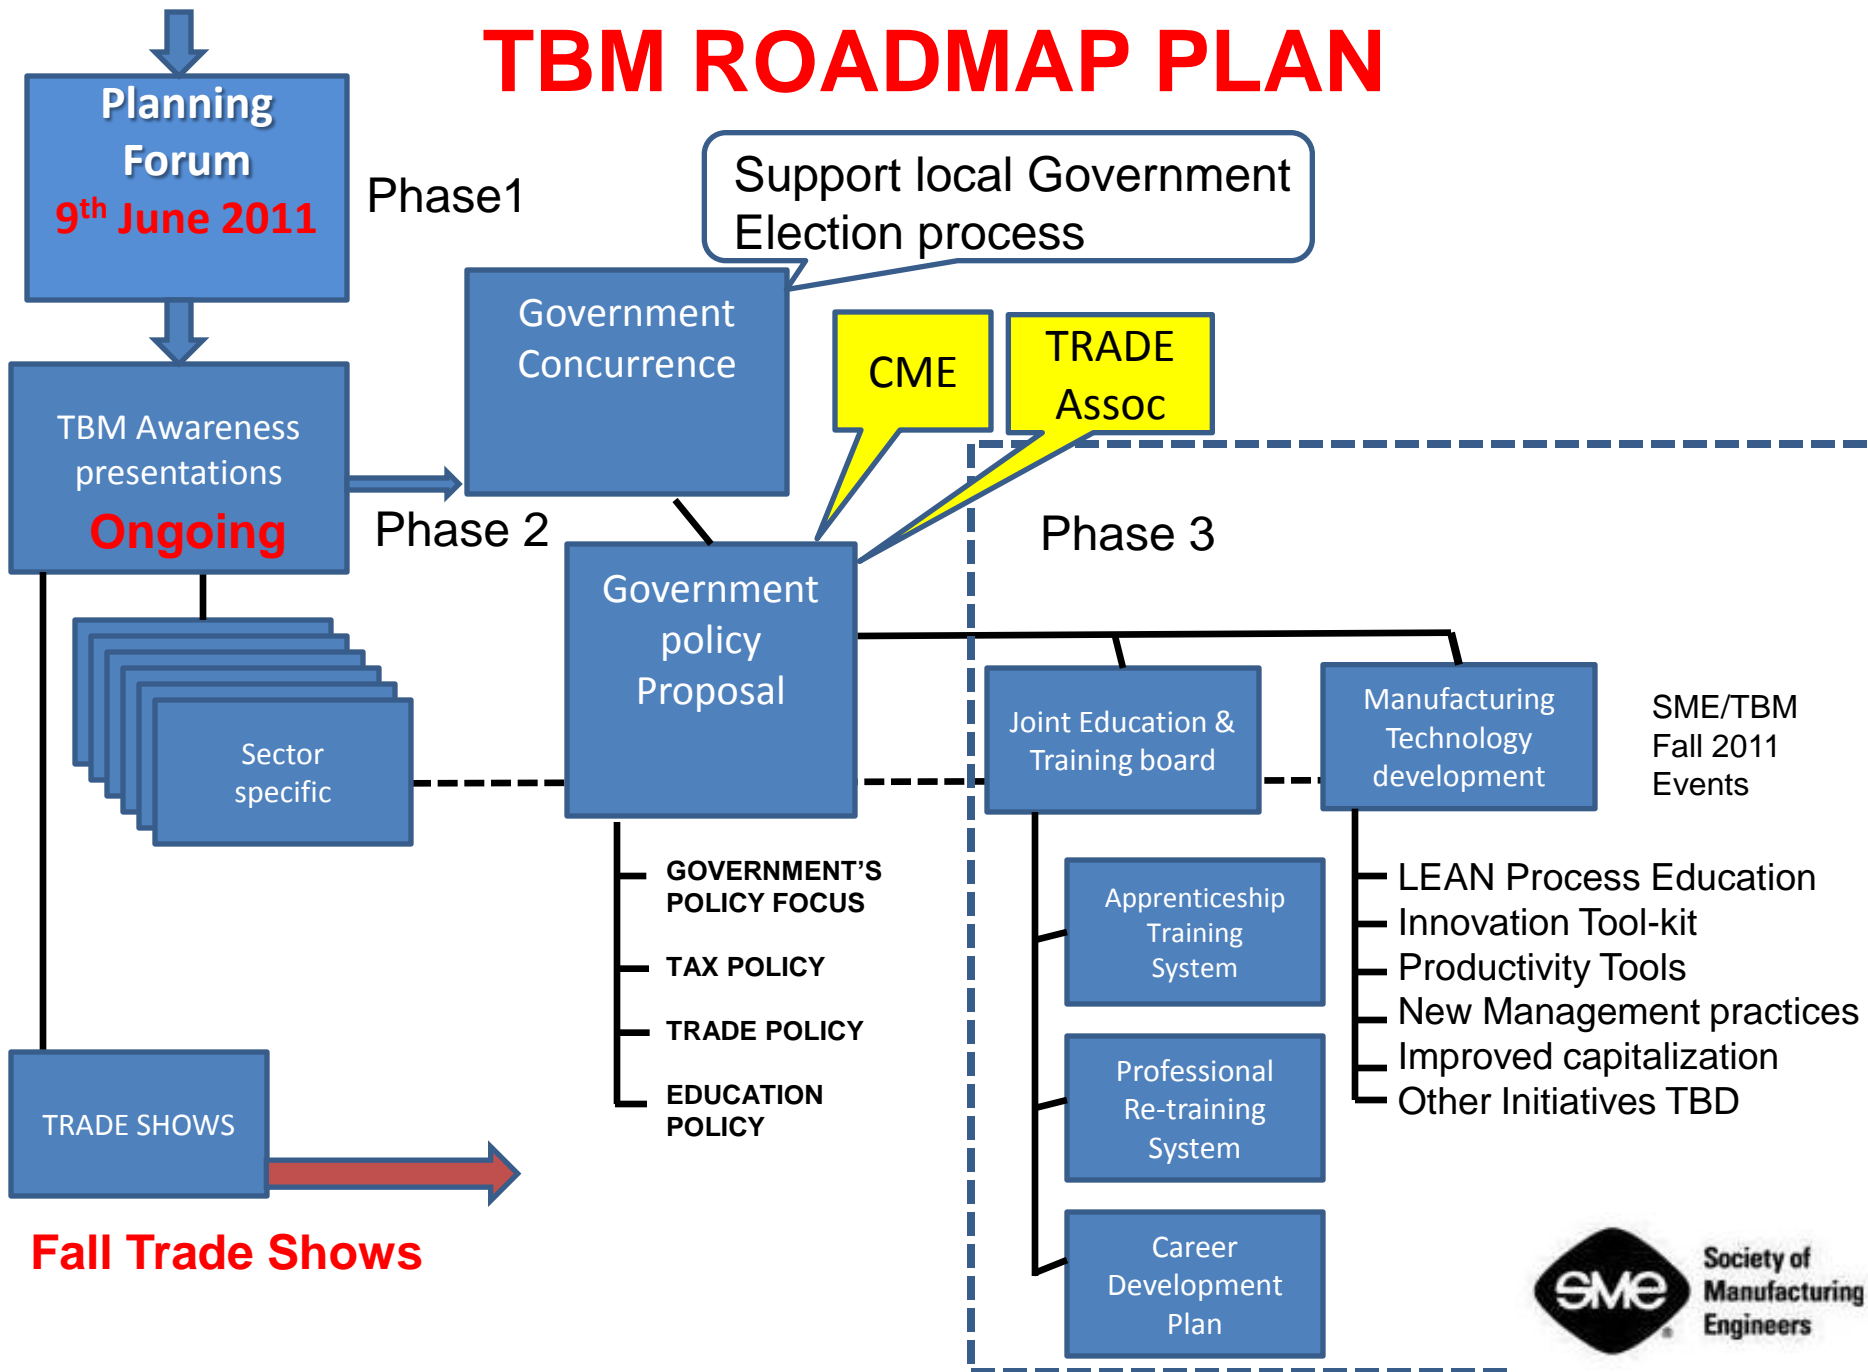 TBM ROADMAP PLAN
Planning
Forum
9th June 2011
Phase1
Support local Government
Election process
Government
Concurrence
CME
TRADE
Assoc
TBM Awareness
presentations
Ongoing
Phase 2
Phase 3
Government
policy
Proposal
Sector
specific
Joint Education &
Training board
Manufacturing
Technology
development
SME/TBM
Fall 2011
Events
GOVERNMENT'S
POLICY FOCUS
TAX POLICY
TRADE POLICY
EDUCATION
POLICY
Apprenticeship
Training
System
Professional
Re-training
System
Career
Development
Plan
LEAN Process Education
Innovation Tool-kit
Productivity Tools
New Management practices
Improved capitalization
Other Initiatives TBD
TRADE SHOWS
Fall Trade Shows
SME
®
Society of
Manufacturing
Engineers